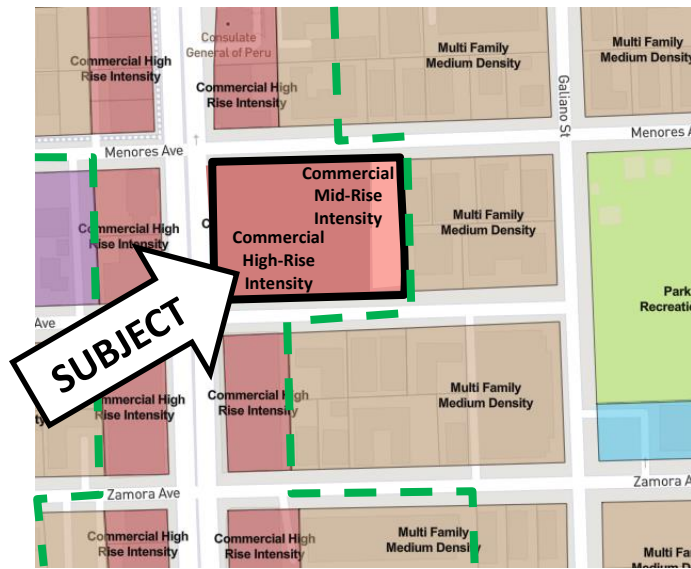 Consulate
General of Peru
Commercial High
Rise Intensity
Commercial High
Rise Intensity
Multi Family
Medium Density
Multi Family
Medium Density
Galiano St
Menores Ave
Menores A
Commercial
Mid-Rise
Intensity
Commercial
High-Rise
Intensity
C
Commercial High
Rise Intensity
Multi Family
Medium Density
Park
Recreatio
Ave
SUBJECT
Commercial High
Rise Intensity
Commercial High
Rise Intensity
Multi Family
Medium Density
ty
Zamora Ave
Zamora A
Commercial High
Rise Intensity
Commercial High
Rise Intensity
Multi Family
Medium Density
Multi Fa
Medium D